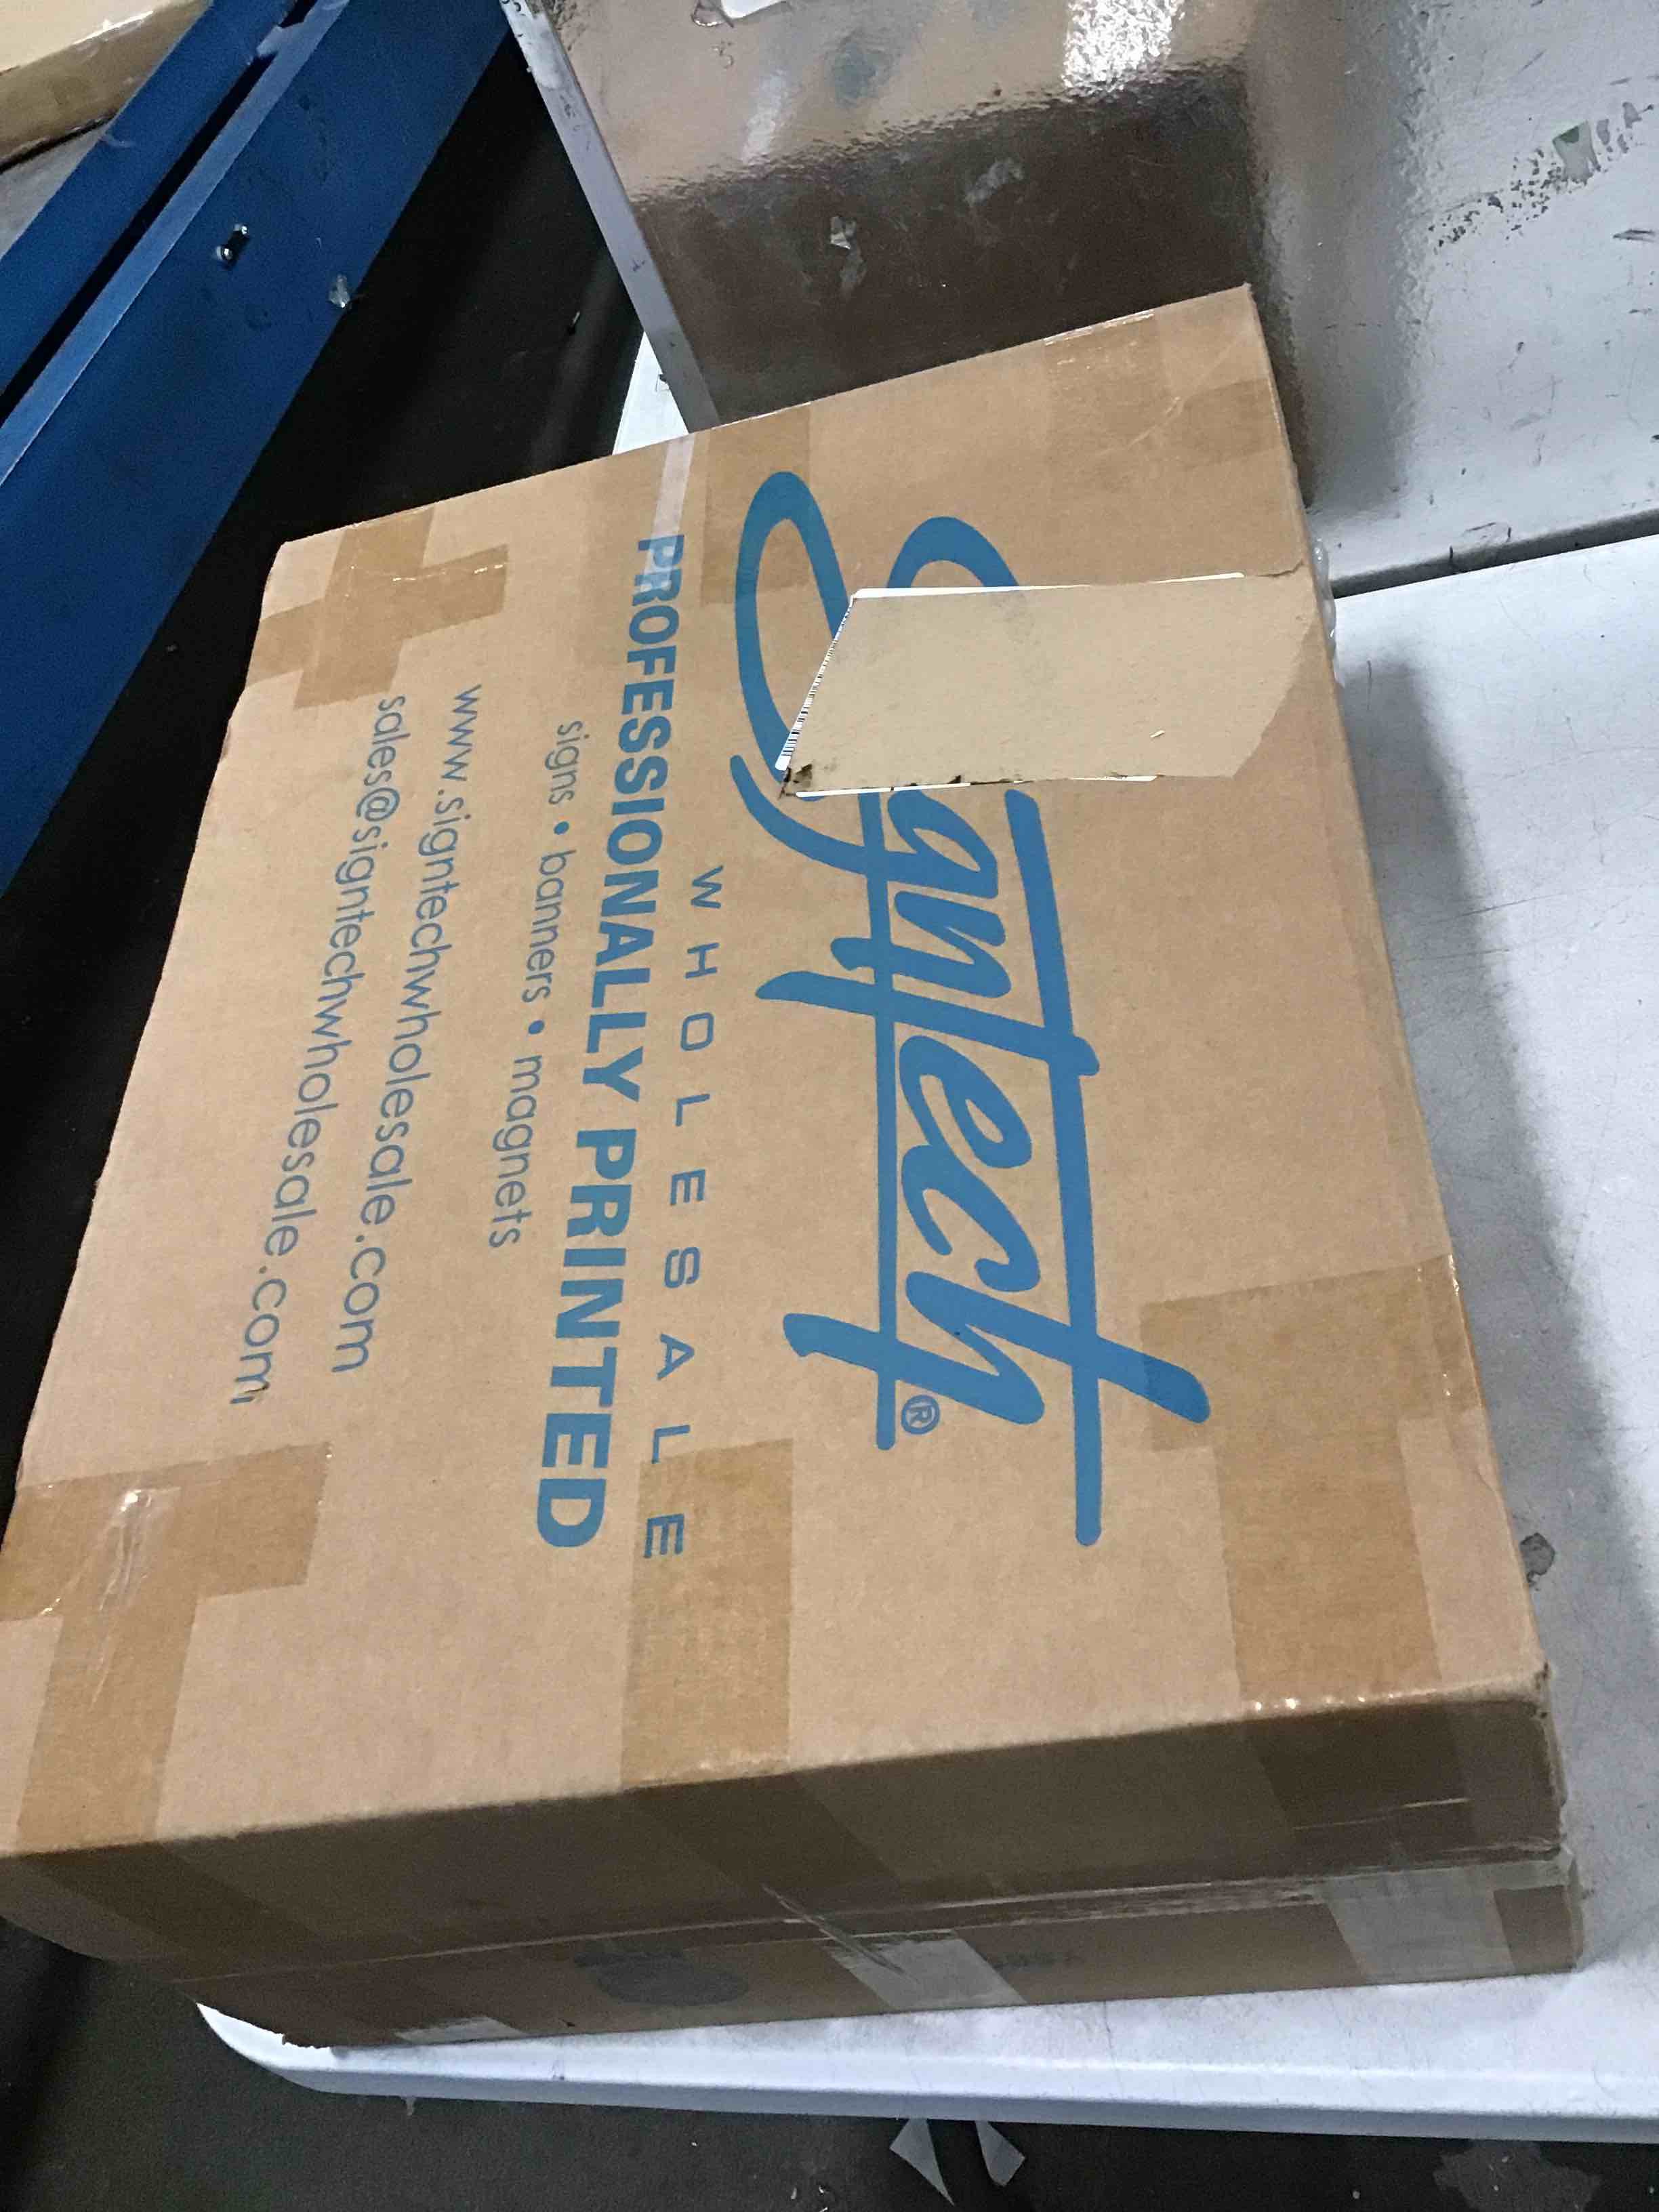 SignTech®
WHOLESALE
PROFESSIONALLY PRINTED
signs • banners • magnets
www.signtechwholesale.com
sales@signtechwholesale.com